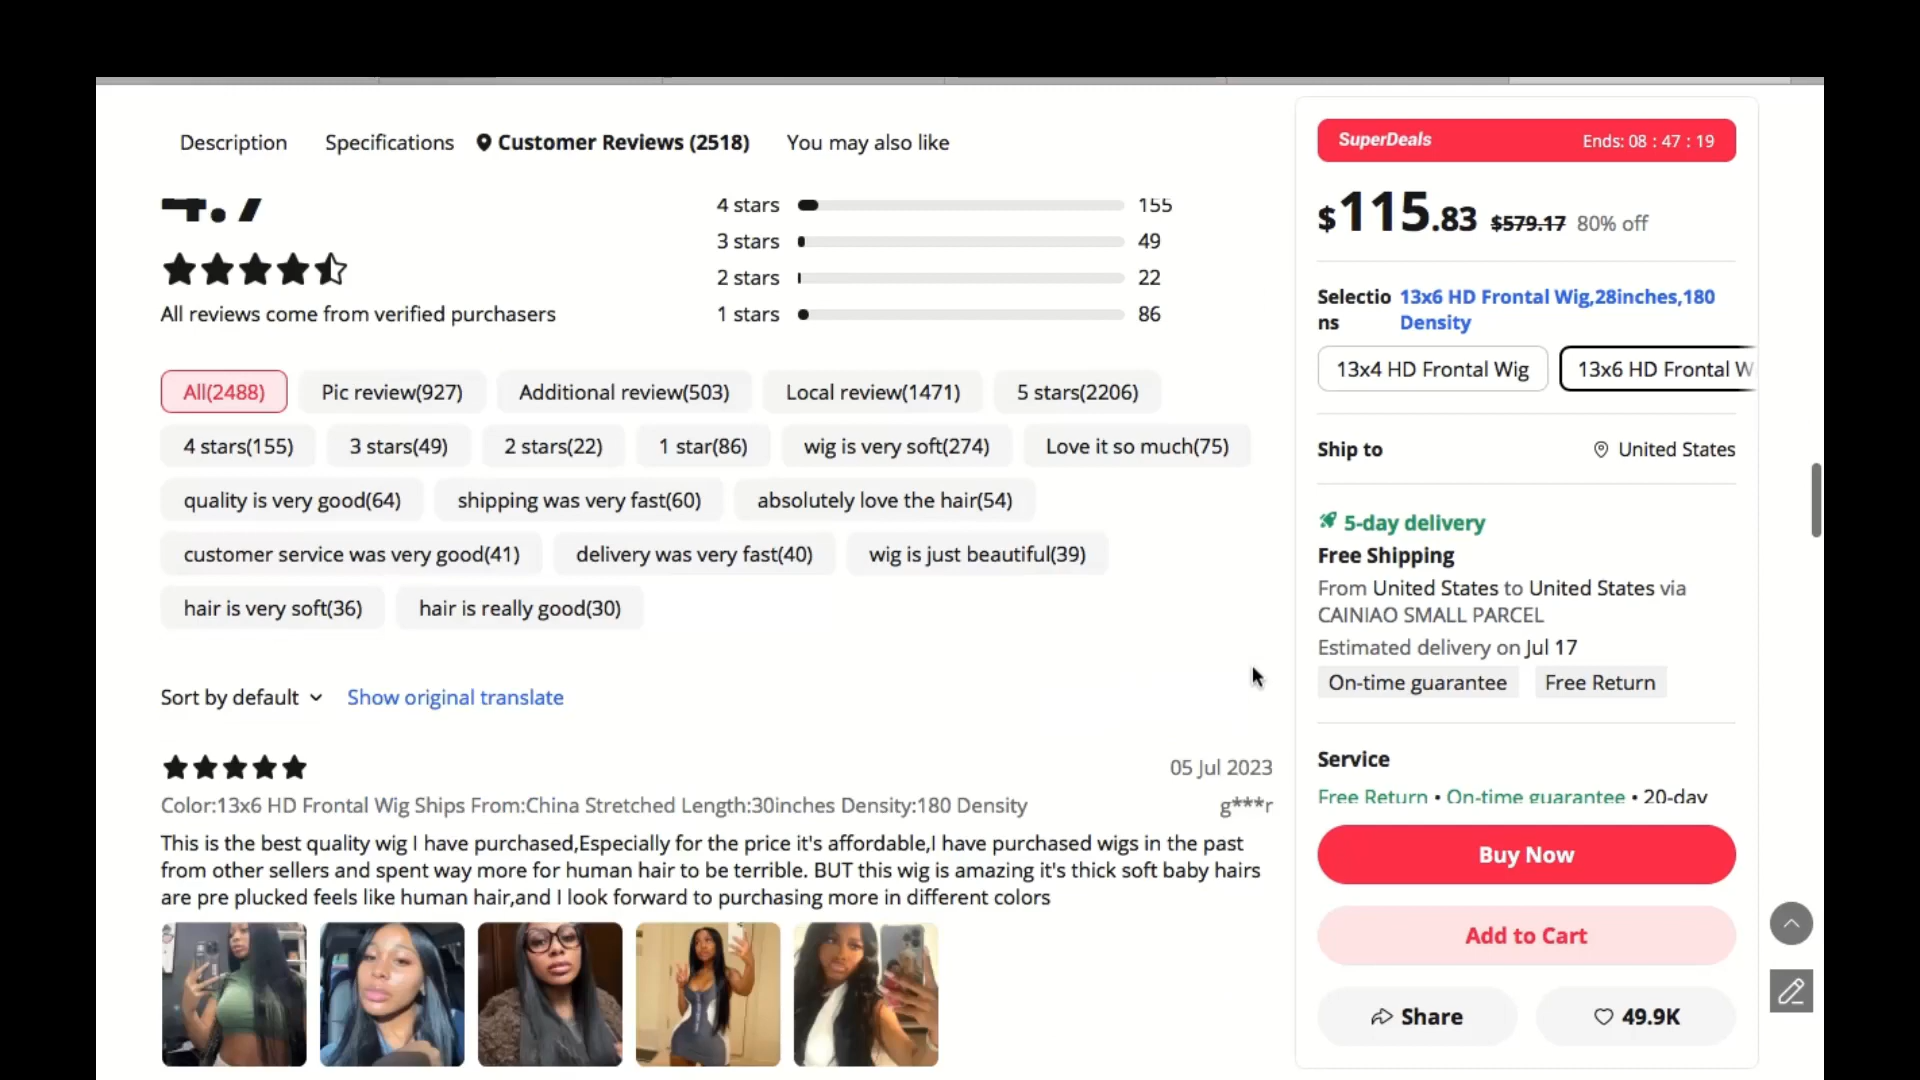 Description Specifications Customer Reviews (2518) You may also like
4.7
4 stars 155
3 stars 49
2 stars 22
1 stars 86
All reviews come from verified purchasers
All(2488) Pic review(927) Additional review(503) Local review(1471) 5 stars(2206)
4 stars(155) 3 stars(49) 2 stars(22) 1 star(86) wig is very soft(274) Love it so much(75)
quality is very good(64) shipping was very fast(60) absolutely love the hair(54)
customer service was very good(41) delivery was very fast(40) wig is just beautiful(39)
hair is very soft(36) hair is really good(30)
Sort by default Show original translate
05 Jul 2023
Color:13x6 HD Frontal Wig Ships From:China Stretched Length:30inches Density:180 Density g***r
This is the best quality wig I have purchased,Especially for the price it's affordable,I have purchased wigs in the past
from other sellers and spent way more for human hair to be terrible. BUT this wig is amazing it's thick soft baby hairs
are pre plucked feels like human hair,and I look forward to purchasing more in different colors
SuperDeals Ends: 08 : 47 : 19
$115.83 $579.17 80% off
Selectio 13x6 HD Frontal Wig,28inches,180
ns Density
13x4 HD Frontal Wig 13x6 HD Frontal W
Ship to United States
5-day delivery
Free Shipping
From United States to United States via
CAINIAO SMALL PARCEL
Estimated delivery on Jul 17
On-time guarantee Free Return
Service
Free Return • On-time guarantee • 20-day
Buy Now
Add to Cart
Share 49.9K